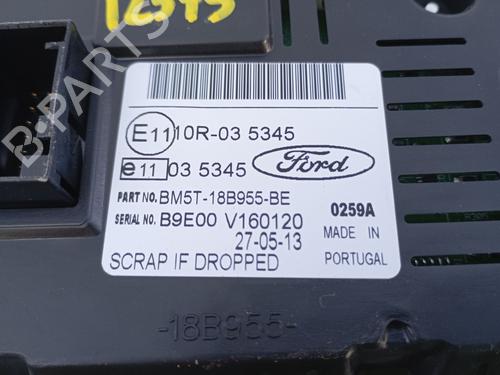 16345
B-PARTS
E11 10R-03 5345
e11 03 5345
Ford
PART NO. BM5T-18B955-BE
SERIAL NO. B9E00 V160120
27-05-13
0259A
MADE IN
PORTUGAL
SCRAP IF DROPPED
-18B955-